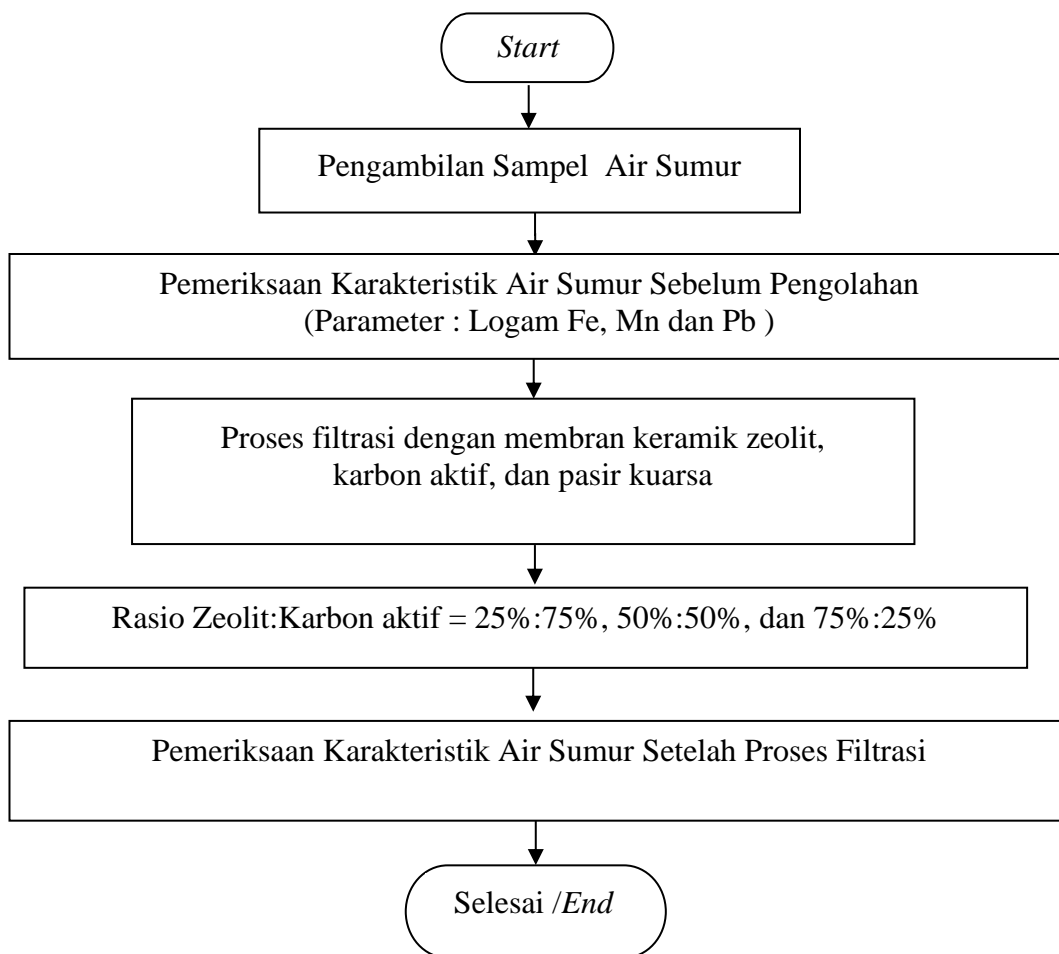 Start
Pengambilan Sampel Air Sumur
Pemeriksaan Karakteristik Air Sumur Sebelum Pengolahan
(Parameter : Logam Fe, Mn dan Pb )
Proses filtrasi dengan membran keramik zeolit,
karbon aktif, dan pasir kuarsa
Rasio Zeolit:Karbon aktif = 25%:75%, 50%:50%, dan 75%:25%
Pemeriksaan Karakteristik Air Sumur Setelah Proses Filtrasi
Selesai /End